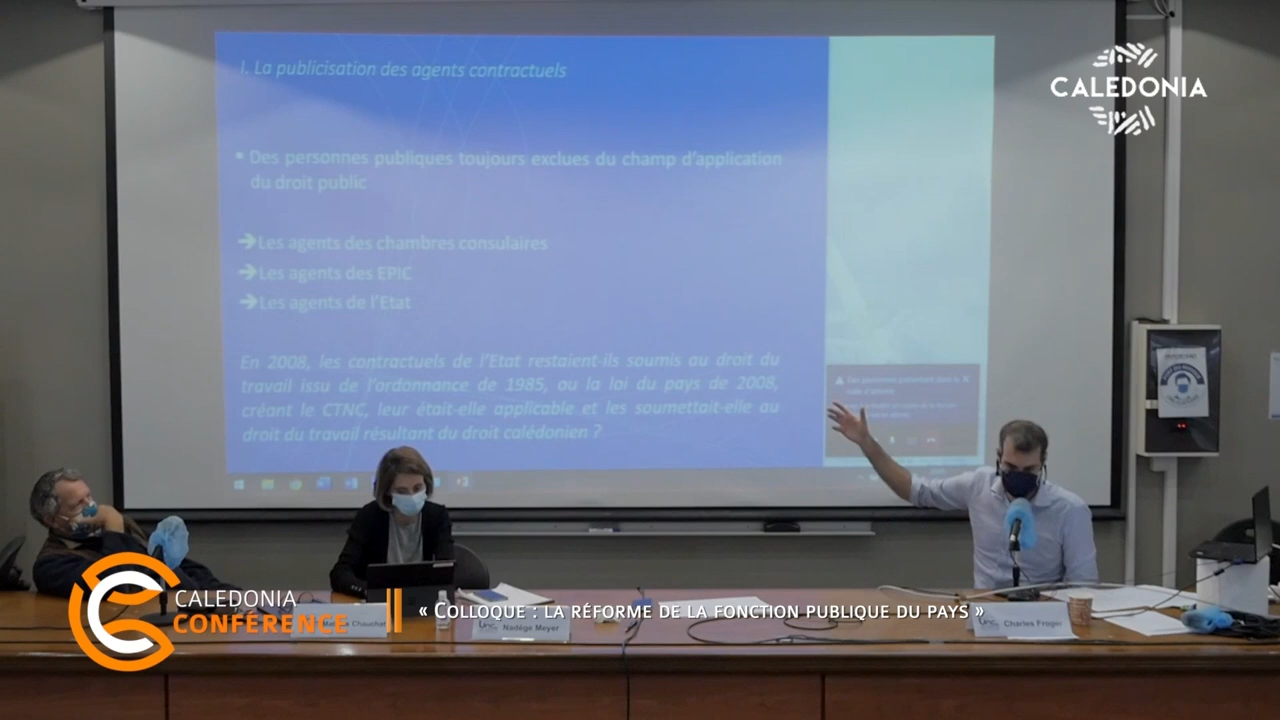 I. La publicisation des agents contractuels
CALEDONIA
▪ Des personnes publiques toujours exclues du champ d'application
du droit public
➔Les agents des chambres consulaires
➔Les agents des EPIC
➔Les agents de l'Etat
En 2008, les contractuels de l'Etat restaient-ils soumis au droit du
travail issu de l'ordonnance de 1985, ou la loi du pays de 2008,
créant le CTNC, leur était-elle applicable et les soumettait-elle au
droit du travail résultant du droit calédonien ?
CALEDONIA
CONFÉRENCE
« COLLOQUE : LA RÉFORME DE LA FONCTION PUBLIQUE DU PAYS »
Nadège Meyer
Charles Froger